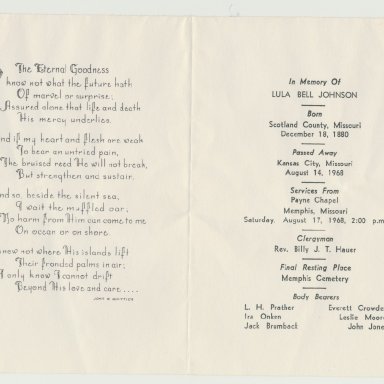 The Eternal Goodness
know not what the future hath
Of marvel or surprise;
Assured alone that life and death
His mercy underlies.
nd if my heart and flesh are weak
To bear an untried pain,
The bruised reed He will not break,
But strengthen and sustain.
nd so, beside the silent sea,
I wait the muffled oar;
No harm from Him can come to me
On ocean or on shore.
know not where His islands lift
Their fronded palms in air;
I only know I cannot drift
Beyond His love and care.....
JOHN G WHITTIER
In Memory Of
LULA BELL JOHNSON
Born
Scotland County, Missouri
December 18, 1880
Passed Away
Kansas City, Missouri
August 14, 1968
Services From
Payne Chapel
Memphis, Missouri
Saturday, August 17, 1968, 2:00 p.m
Clergyman
Rev. Billy J. T. Hauer
Final Resting Place
Memphis Cemetery
Body Bearers
L. H. Prather Everett Crowde
Ira Onken Leslie Moor
Jack Brumback John Jone